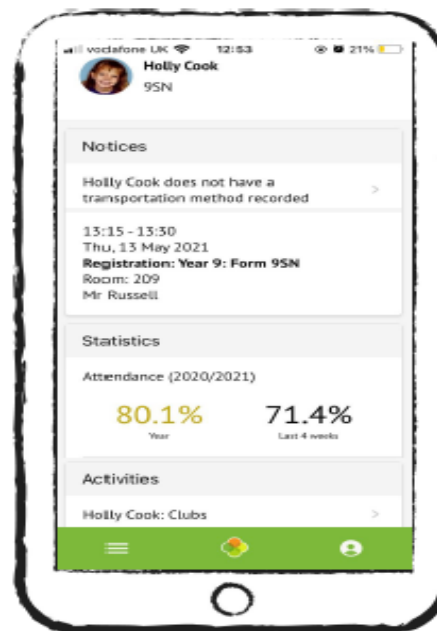 vodafone UK 12:53 21%
Holly Cook
9SN
Notices
Holly Cook does not have a
transportation method recorded
13:15 - 13:30
Thu, 13 May 2021
Registration: Year 9: Form 9SN
Room: 209
Mr Russell
Statistics
Attendance (2020/2021)
80.1% 71.4%
Year Last 4 weeks
Activities
Holly Cook: Clubs